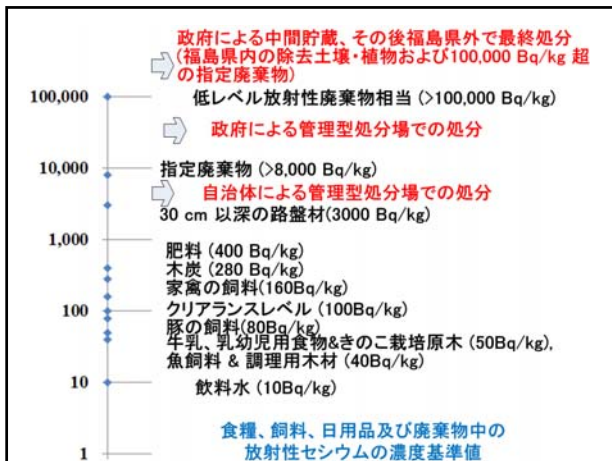 政府による中間貯蔵、その後福島県外で最終処分
(福島県内の除去土壌・植物および100,000 Bq/kg 超
の指定廃棄物)
100,000
低レベル放射性廃棄物相当 (>100,000 Bq/kg)
政府による管理型処分場での処分
10,000
指定廃棄物 (>8,000 Bq/kg)
自治体による管理型処分場での処分
30 cm 以深の路盤材(3000 Bq/kg)
1,000
肥料 (400 Bq/kg)
木炭 (280 Bq/kg)
家禽の飼料(160Bq/kg)
100
クリアランスレベル (100Bq/kg)
豚の飼料(80Bq/kg)
牛乳、乳幼児用食物&きのこ栽培原木 (50Bq/kg),
魚飼料 & 調理用木材 (40Bq/kg)
10
飲料水 (10Bq/kg)
食糧、飼料、日用品及び廃棄物中の
放射性セシウムの濃度基準値
1